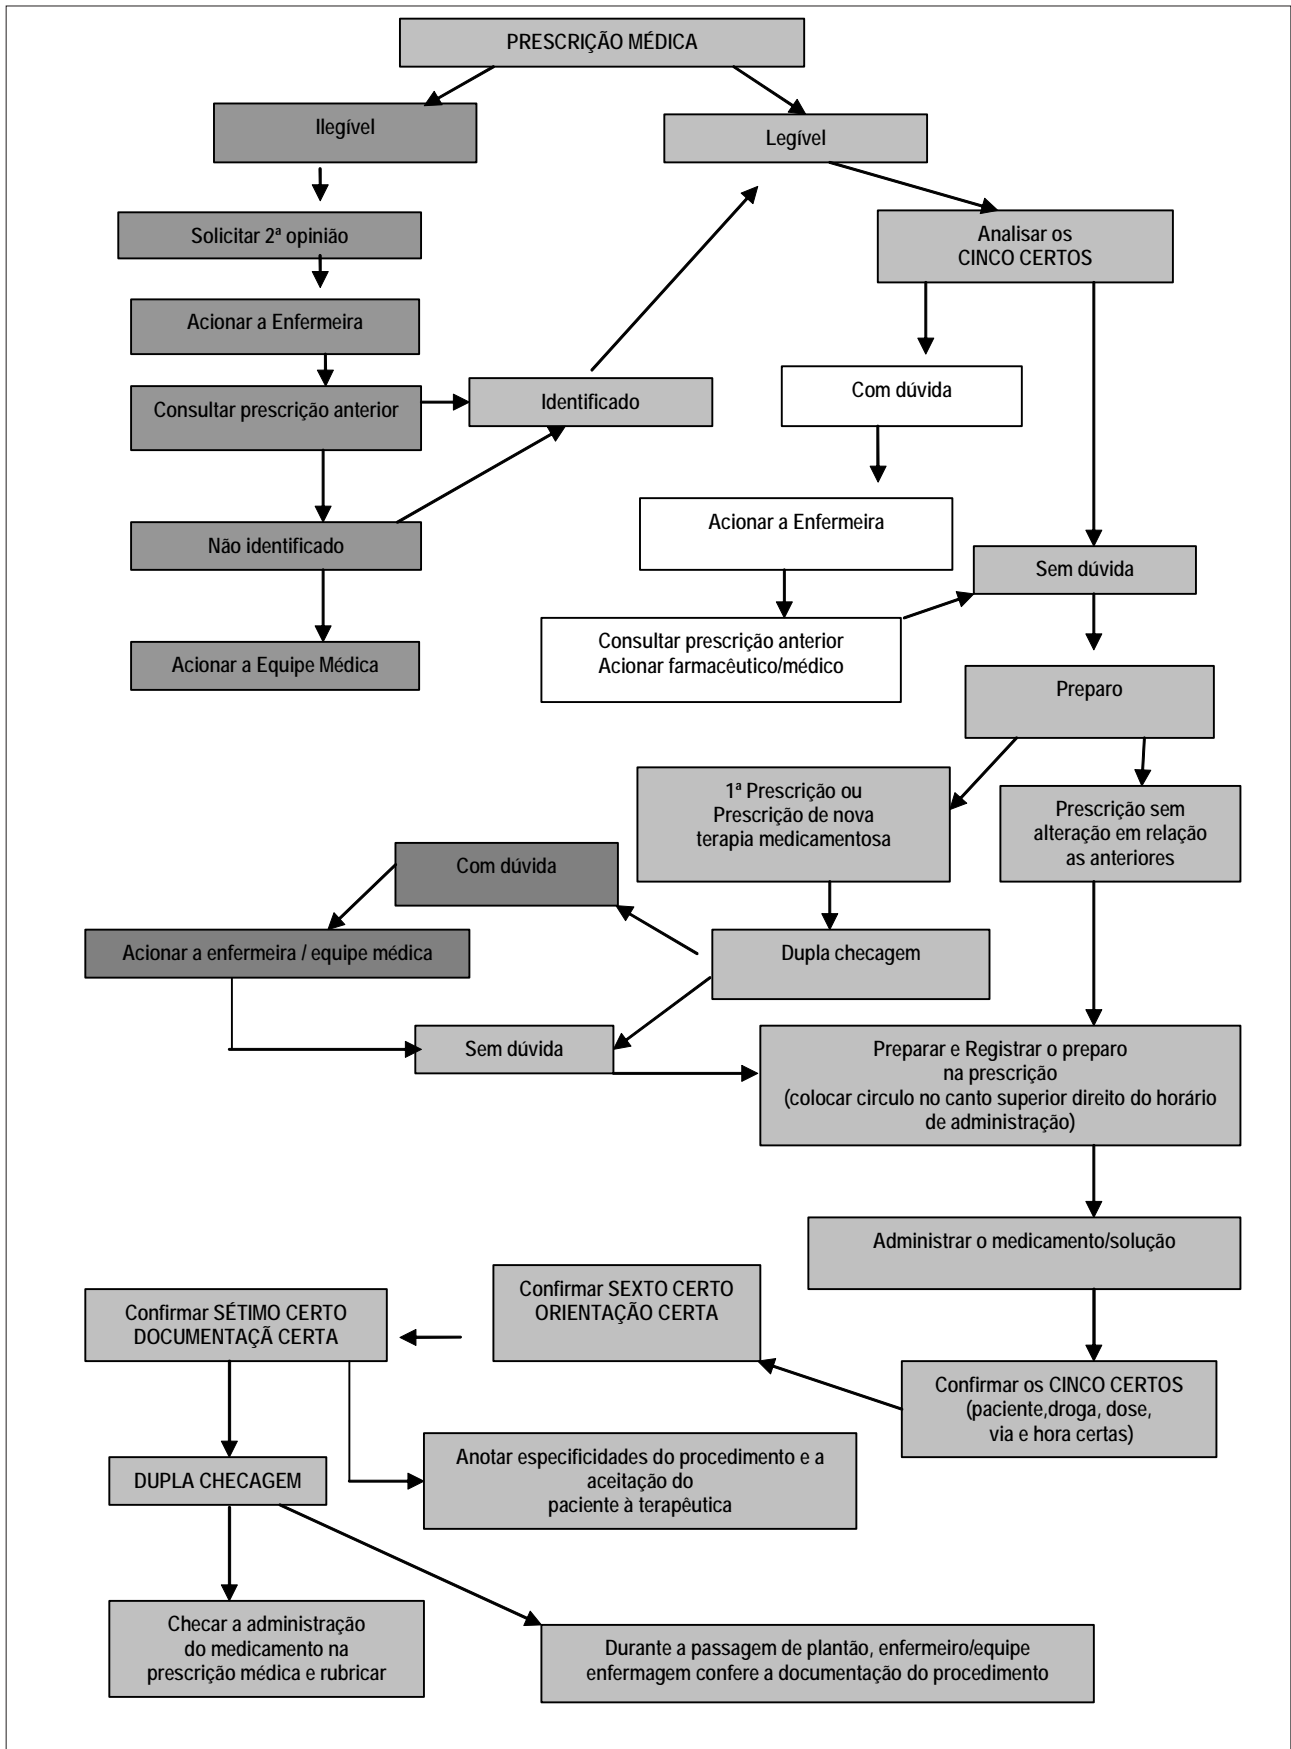 PRESCRIÇÃO MÉDICA
Ilegível
Legível
Solicitar 2ª opinião
Analisar os
CINCO CERTOS
Acionar a Enfermeira
Consultar prescrição anterior
Identificado
Com dúvida
Acionar a Enfermeira
Não identificado
Sem dúvida
Consultar prescrição anterior
Acionar farmacêutico/médico
Acionar a Equipe Médica
Preparo
1ª Prescrição ou
Prescrição de nova
terapia medicamentosa
Prescrição sem
alteração em relação
as anteriores
Com dúvida
Acionar a enfermeira / equipe médica
Dupla checagem
Sem dúvida
Preparar e Registrar o preparo
na prescrição
(colocar circulo no canto superior direito do horário
de administração)
Administrar o medicamento/solução
Confirmar SEXTO CERTO
ORIENTAÇÃO CERTA
Confirmar SÉTIMO CERTO
DOCUMENTAÇÃ CERTA
Confirmar os CINCO CERTOS
(paciente,droga, dose,
via e hora certas)
Anotar especificidades do procedimento e a
aceitação do
paciente à terapêutica
DUPLA CHECAGEM
Checar a administração
do medicamento na
prescrição médica e rubricar
Durante a passagem de plantão, enfermeiro/equipe
enfermagem confere a documentação do procedimento